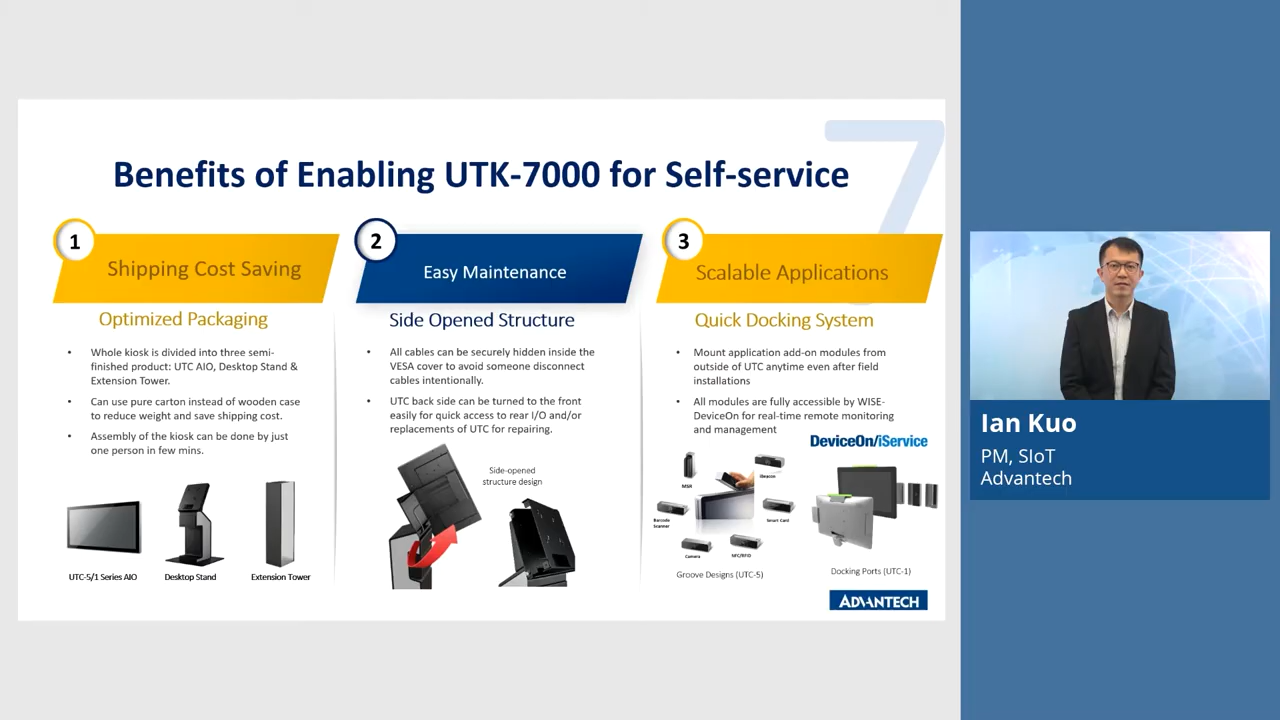 7
Benefits of Enabling UTK-7000 for Self-service
1
Shipping Cost Saving
Optimized Packaging
• Whole kiosk is divided into three semi-
finished product: UTC AIO, Desktop Stand &
Extension Tower.
• Can use pure carton instead of wooden case
to reduce weight and save shipping cost.
• Assembly of the kiosk can be done by just
one person in few mins.
UTC-5/1 Series AIO
Desktop Stand
Extension Tower
2
Easy Maintenance
Side Opened Structure
• All cables can be securely hidden inside the
VESA cover to avoid someone disconnect
cables intentionally.
• UTC back side can be turned to the front
easily for quick access to rear I/O and/or
replacements of UTC for repairing.
Side-opened
structure design
3
Scalable Applications
Quick Docking System
• Mount application add-on modules from
outside of UTC anytime even after field
installations
• All modules are fully accessible by WISE-
DeviceOn for real-time remote monitoring
and management
DeviceOn/iService
MSR
iBeacon
Barcode
Scanner
Smart Card
Camera
NFC/RFID
Groove Designs (UTC-5)
Docking Ports (UTC-1)
ADVANTECH
Ian Kuo
PM, SIoT
Advantech